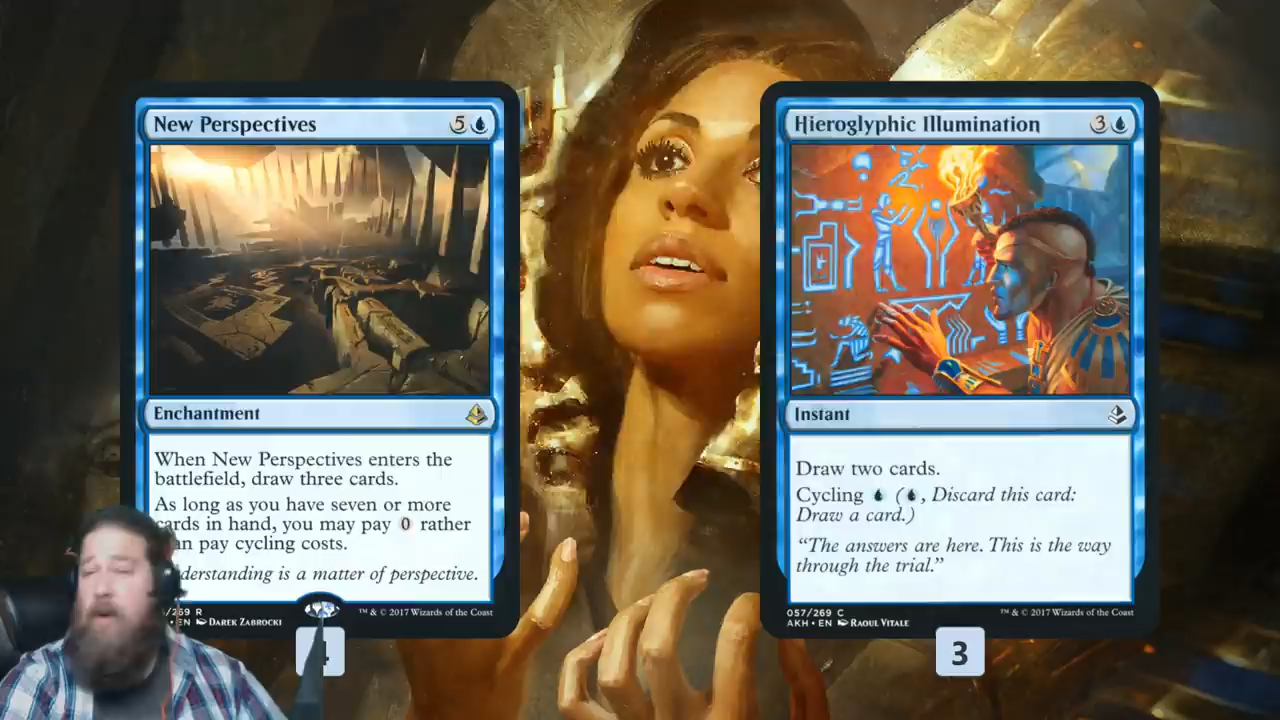 New Perspectives 5
Enchantment
When New Perspectives enters the
battlefield, draw three cards.
As long as you have seven or more
cards in hand, you may pay 0 rather
than pay cycling costs.
derstanding is a matter of perspective.
/269 R
EN DAREK ZABROCKI
™ & © 2017 Wizards of the Coast
4
Hieroglyphic Illumination 3
Instant
Draw two cards.
Cycling (, Discard this card:
Draw a card.)
“The answers are here. This is the way
through the trial.”
057/269 C
AKH • EN RAOUL VITALE
™ & © 2017 Wizards of the Coast
3